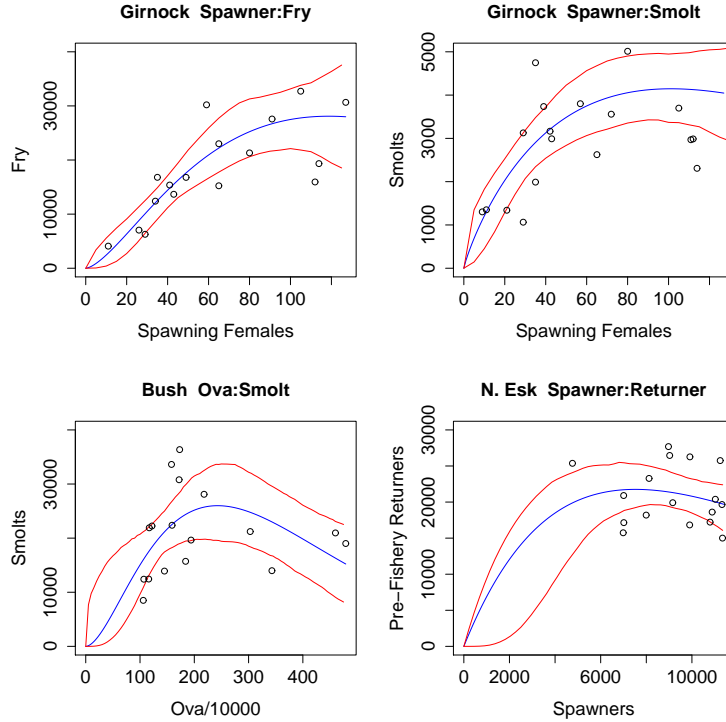 Girnock  Spawner:Fry
Fry
0 10000 30000
0 20 40 60 80 100
Spawning Females
Girnock  Spawner:Smolt
Smolts
0 1000 3000 5000
0 20 40 60 80 100
Spawning Females
Bush  Ova:Smolt
Smolts
0 10000 30000
0 100 200 300 400
Ova/10000
N. Esk  Spawner:Returner
Pre−Fishery Returners
0 10000 20000 30000
0 2000 6000 10000
Spawners